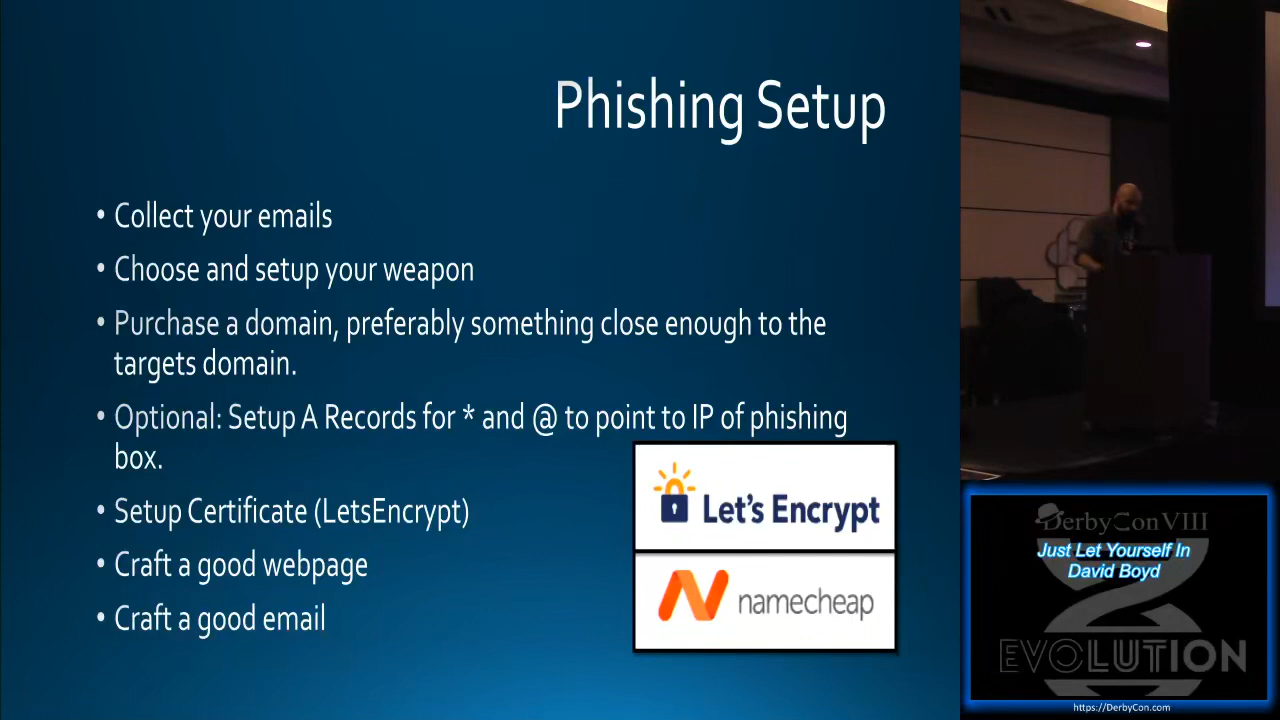 Phishing Setup
• Collect your emails
• Choose and setup your weapon
• Purchase a domain, preferably something close enough to the
targets domain.
• Optional: Setup A Records for * and @ to point to IP of phishing
box.
• Setup Certificate (LetsEncrypt)
• Craft a good webpage
• Craft a good email
Let's Encrypt
namecheap
DerbyCon VIII
Just Let Yourself In
David Boyd
EVOLUTION
https://DerbyCon.com